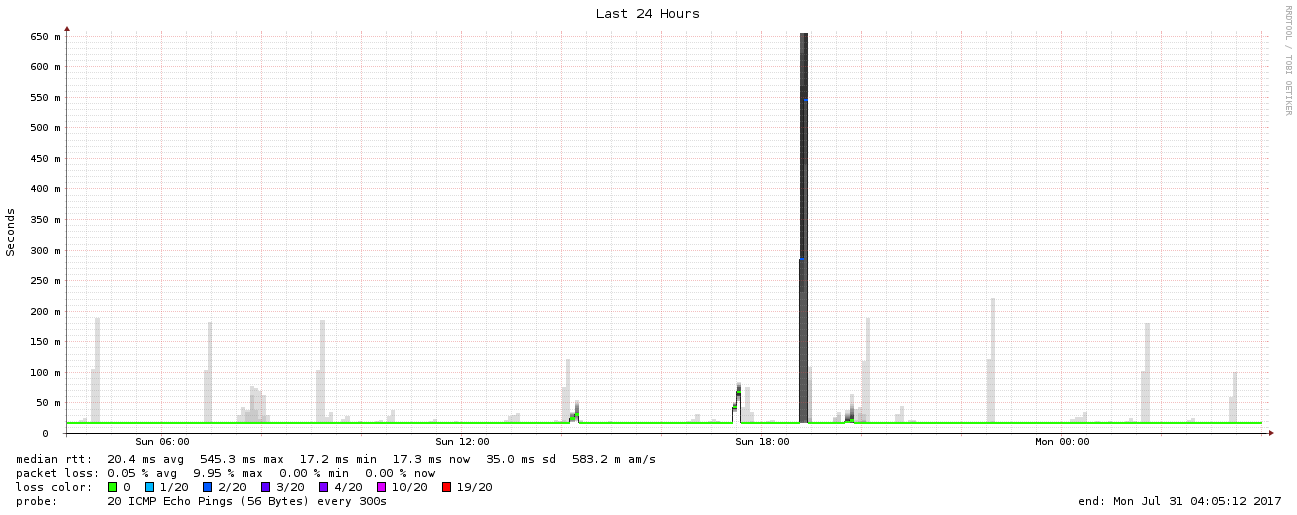 Last 24 Hours
RRDTOOL / TOBI OETIKER
Seconds
650 m
600 m
550 m
500 m
450 m
400 m
350 m
300 m
250 m
200 m
150 m
100 m
50 m
0
Sun 06:00 Sun 12:00 Sun 18:00 Mon 00:00
median rtt: 20.4 ms avg 545.3 ms max 17.2 ms min 17.3 ms now 35.0 ms sd 583.2 m am/s
packet loss: 0.05 % avg 9.95 % max 0.00 % min 0.00 % now
loss color: 0 1/20 2/20 3/20 4/20 10/20 19/20
probe: 20 ICMP Echo Pings (56 Bytes) every 300s end: Mon Jul 31 04:05:12 2017